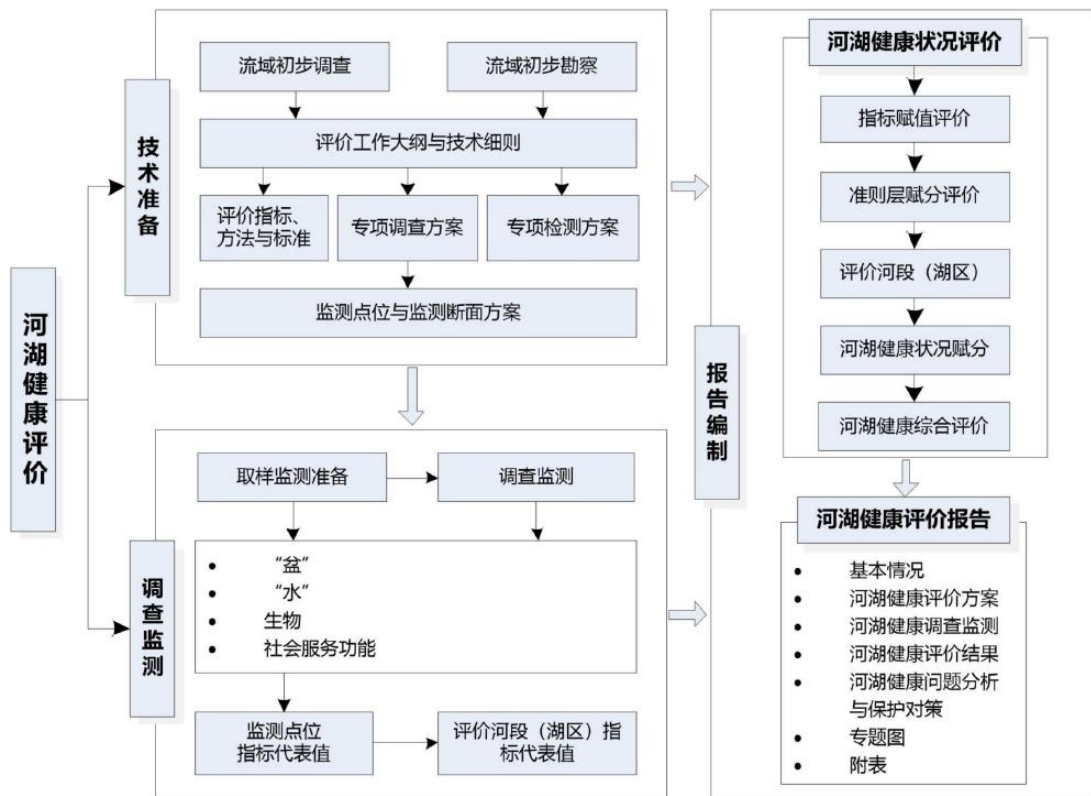 河湖健康评价
技术准备
流域初步调查
流域初步勘察
评价工作大纲与技术细则
评价指标、
方法与标准
专项调查方案
专项检测方案
监测点位与监测断面方案
调查监测
取样监测准备
调查监测
• “盆”
• “水”
• 生物
• 社会服务功能
监测点位
指标代表值
评价河段（湖区）指
标代表值
报告编制
河湖健康状况评价
指标赋值评价
准则层赋分评价
评价河段（湖区）
河湖健康状况赋分
河湖健康综合评价
河湖健康评价报告
• 基本情况
• 河湖健康评价方案
• 河湖健康调查监测
• 河湖健康评价结果
• 河湖健康问题分析
与保护对策
• 专题图
• 附表